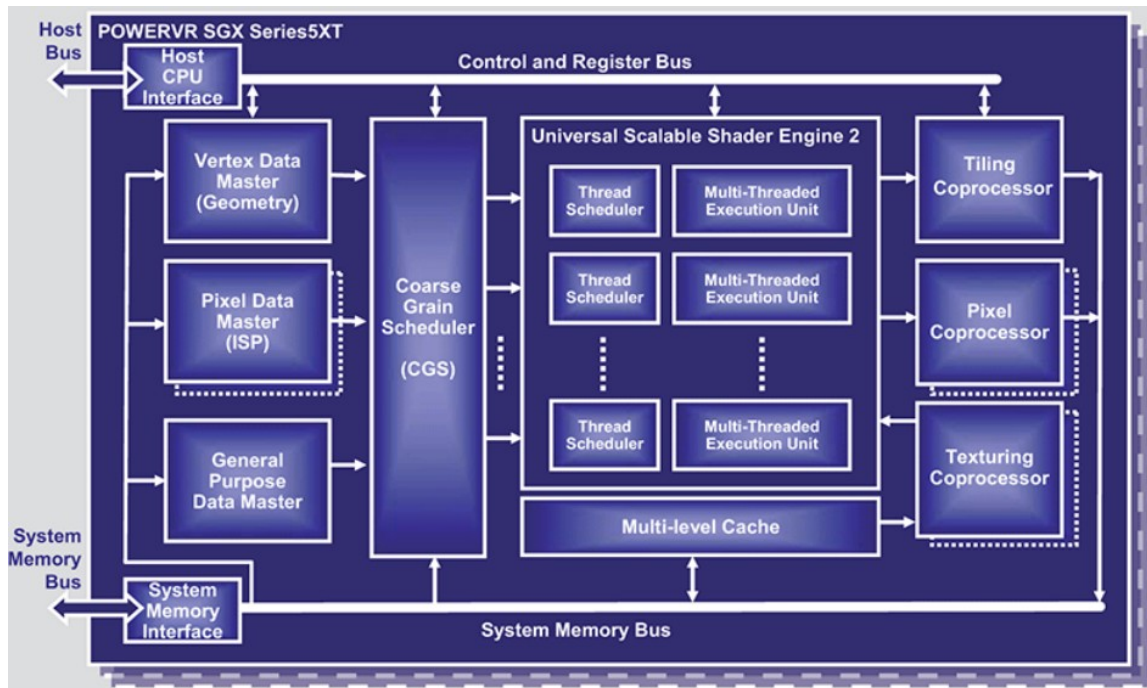 Host
Bus
POWERVR SGX Series5XT
Host
CPU
Interface
Control and Register Bus
Vertex Data
Master
(Geometry)
Pixel Data
Master
(ISP)
General
Purpose
Data Master
Coarse
Grain
Scheduler
(CGS)
Universal Scalable Shader Engine 2
Thread
Scheduler
Multi-Threaded
Execution Unit
Thread
Scheduler
Multi-Threaded
Execution Unit
Thread
Scheduler
Multi-Threaded
Execution Unit
Multi-level Cache
Tiling
Coprocessor
Pixel
Coprocessor
Texturing
Coprocessor
System
Memory
Bus
System
Memory
Interface
System Memory Bus